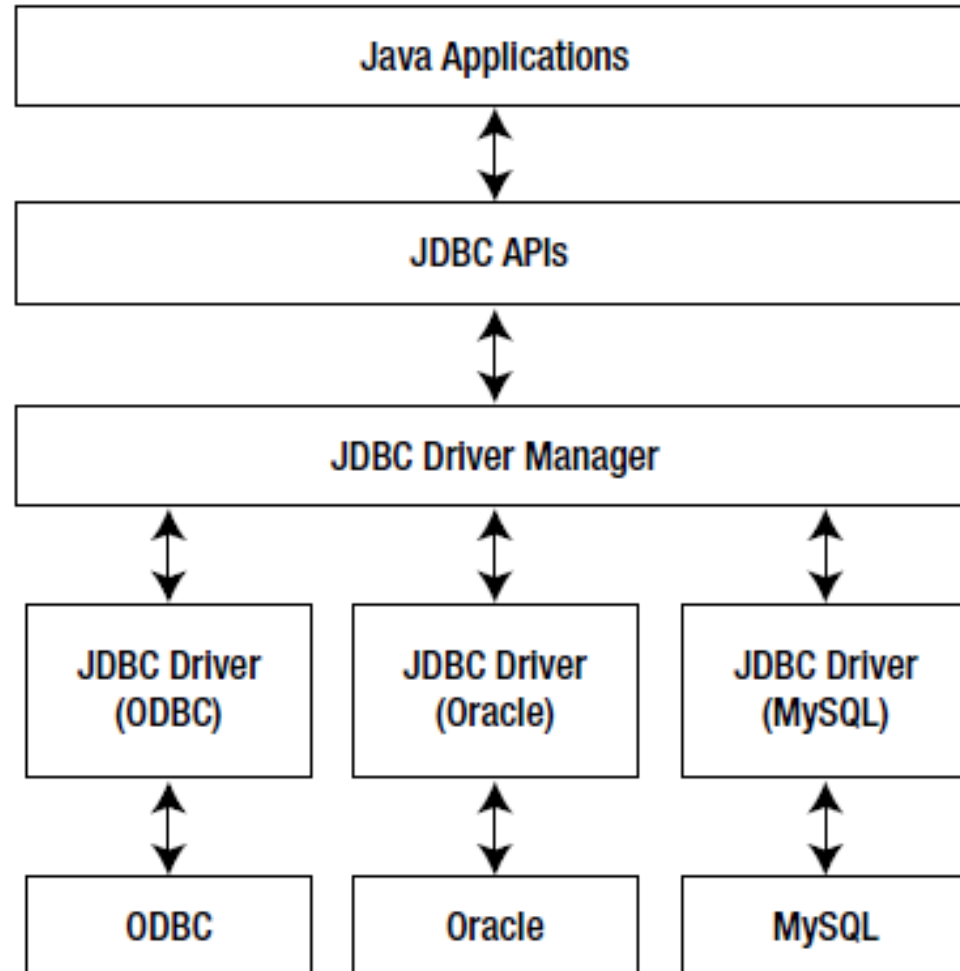 Java Applications
JDBC APIs
JDBC Driver Manager
JDBC Driver
(ODBC)
JDBC Driver
(Oracle)
JDBC Driver
(MySQL)
ODBC
Oracle
MySQL